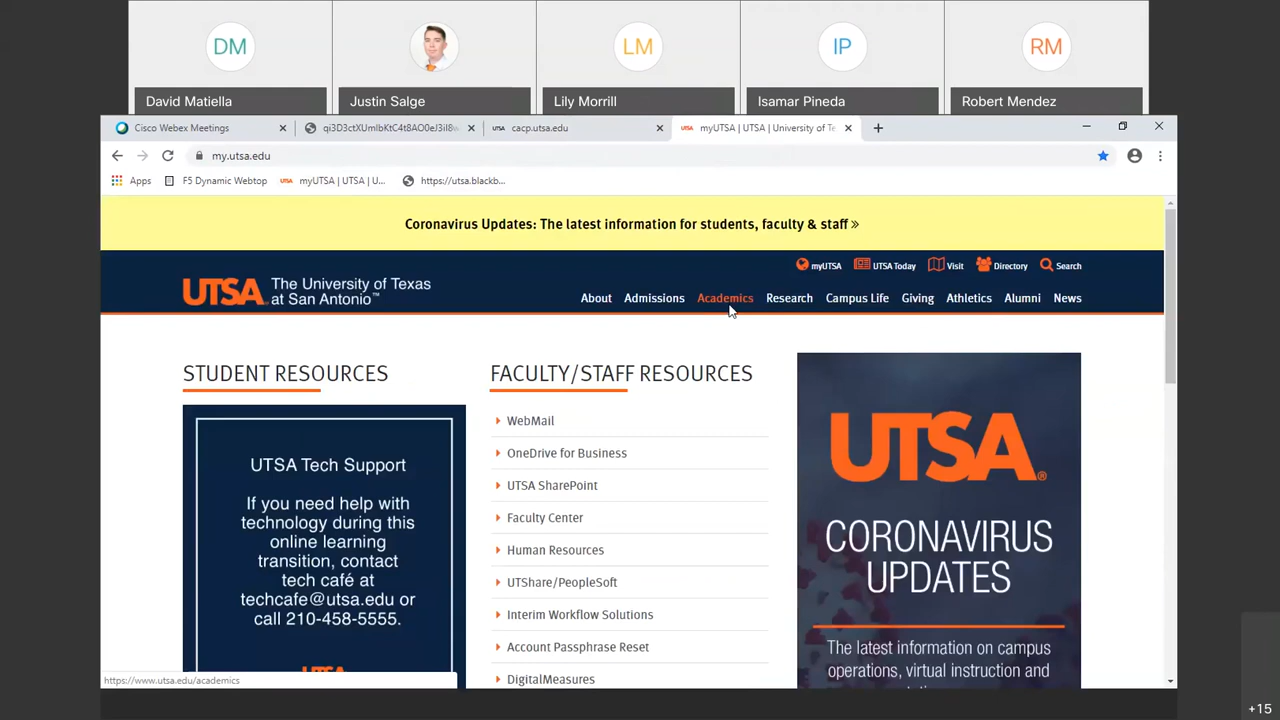 DM
LM
IP
RM
David Matiella
Justin Salge
Lily Morrill
Isamar Pineda
Robert Mendez
Cisco Webex Meetings
qi3D3ctXUmIbKtC4t8AO0eJ3iI8w
cacp.utsa.edu
myUTSA | UTSA | University of Te
my.utsa.edu
Apps
F5 Dynamic Webtop
myUTSA | UTSA | U...
https://utsa.blackb...
Coronavirus Updates: The latest information for students, faculty & staff »
myUTSA
UTSA Today
Visit
Directory
Search
UTSA The University of Texas
at San Antonio™
About Admissions Academics Research Campus Life Giving Athletics Alumni News
STUDENT RESOURCES
UTSA Tech Support
If you need help with
technology during this
online learning
transition, contact
tech café at
techcafe@utsa.edu or
call 210-458-5555.
UTSA
FACULTY/STAFF RESOURCES
WebMail
OneDrive for Business
UTSA SharePoint
Faculty Center
Human Resources
UTShare/PeopleSoft
Interim Workflow Solutions
Account Passphrase Reset
DigitalMeasures
UTSA®
CORONAVIRUS
UPDATES
The latest information on
campus
operations, virtual instruction and
https://www.utsa.edu/academics
+15